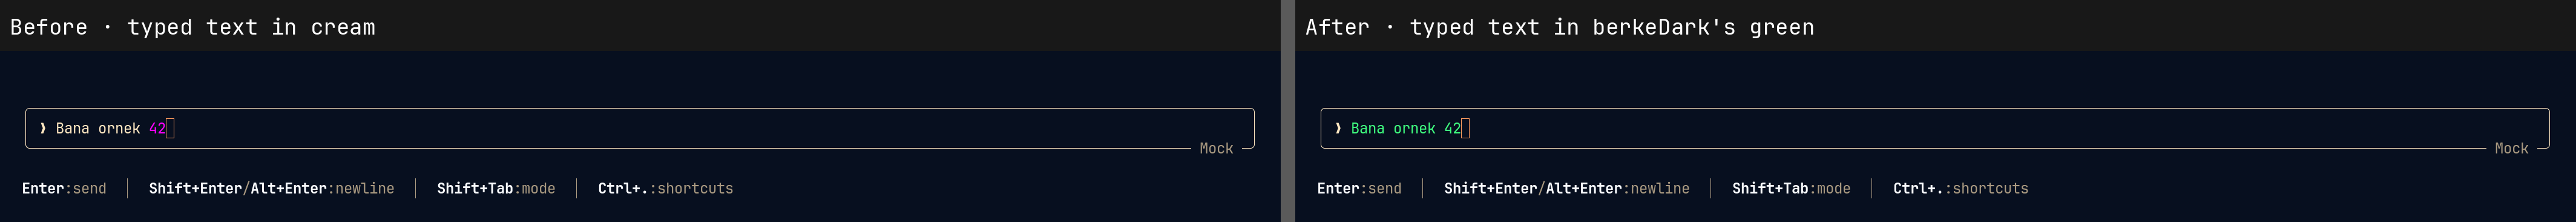 Before · typed text in cream
❯ Bana ornek 42
Mock
Enter:send │ Shift+Enter/Alt+Enter:newline │ Shift+Tab:mode │ Ctrl+.:shortcuts
After · typed text in berkeDark's green
❯ Bana ornek 42
Mock
Enter:send │ Shift+Enter/Alt+Enter:newline │ Shift+Tab:mode │ Ctrl+.:shortcuts